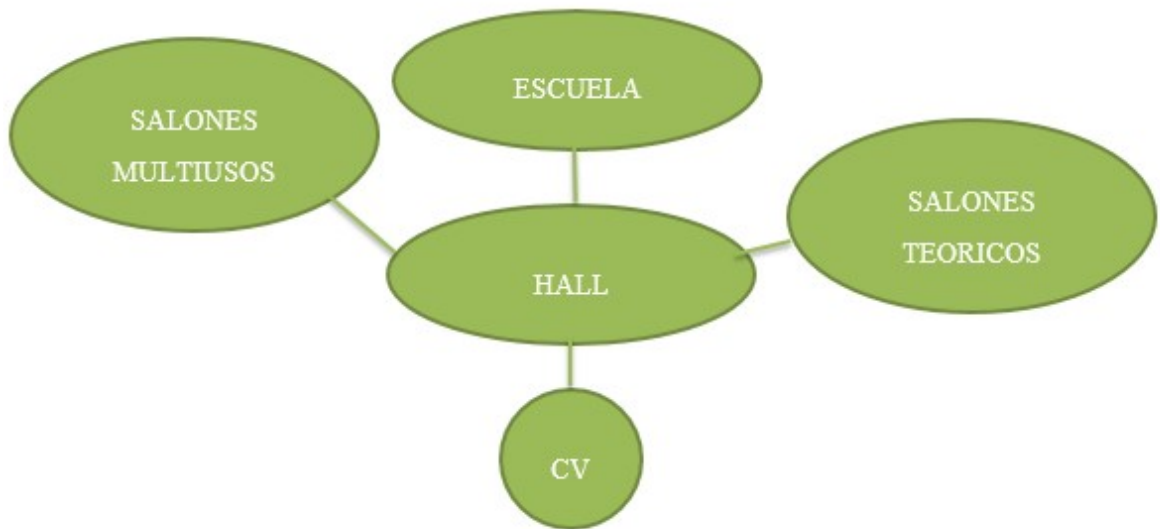 ESCUELA
SALONES
MULTIUSOS
SALONES
TEORICOS
HALL
CV